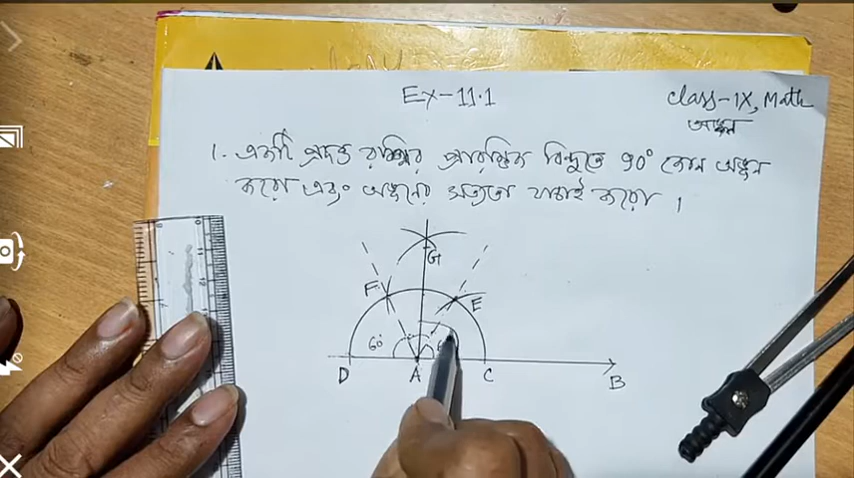 Ex-11.1
Class-IX, Math
অঙ্কন
1. একটি প্রদত্ত রশ্মির প্রারম্ভিক বিন্দুতে 90° কোন অঙ্কন
করো এবং অঙ্কনের সত্যতা যাচাই করো ।
G
F
E
60°
D
A
C
B